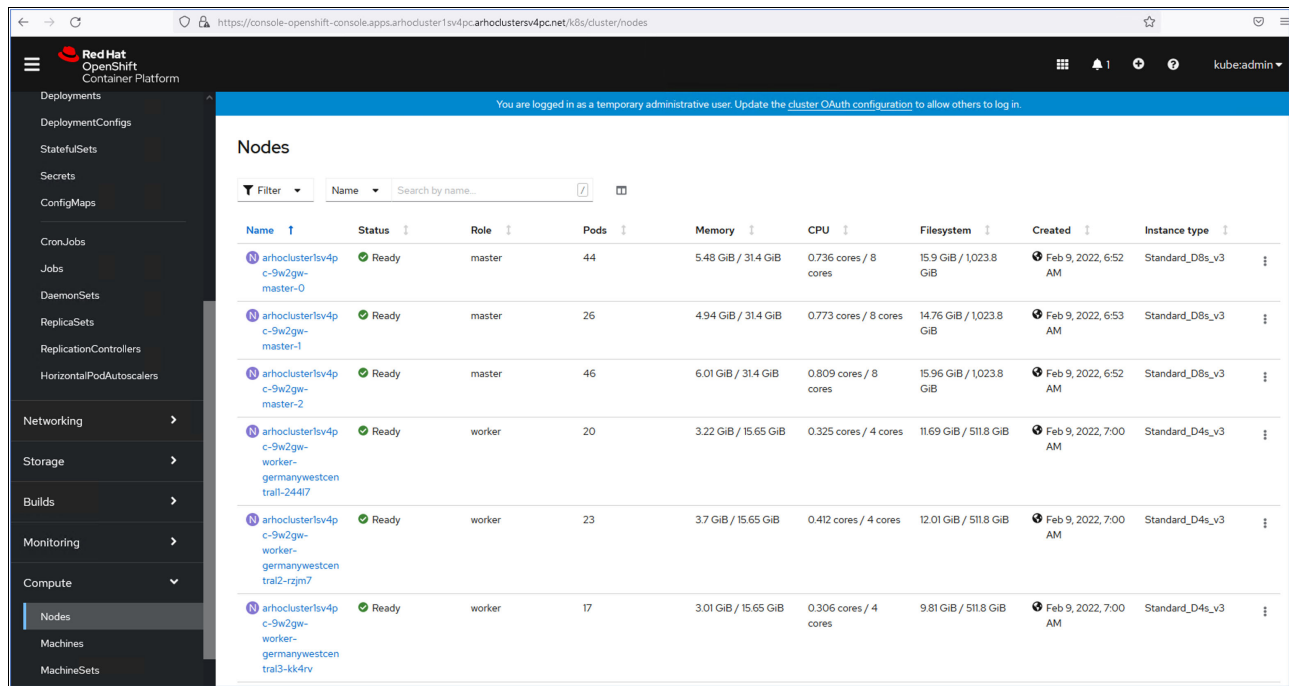 https://console-openshift-console.apps.arhocluster1sv4pc.arhoclustersv4pc.net/k8s/cluster/nodes
Red Hat
OpenShift
Container Platform
1
kube:admin
You are logged in as a temporary administrative user. Update the cluster OAuth configuration to allow others to log in.
Deployments
DeploymentConfigs
StatefulSets
Secrets
ConfigMaps
CronJobs
Jobs
DaemonSets
ReplicaSets
ReplicationControllers
HorizontalPodAutoscalers
Networking
Storage
Builds
Monitoring
Compute
Nodes
Machines
MachineSets
Nodes
Filter Name Search by name... /
Name Status Role Pods Memory CPU Filesystem Created Instance type
N arhocluster1sv4p Ready master 44 5.48 GiB / 31.4 GiB 0.736 cores / 8 15.9 GiB / 1,023.8 Feb 9, 2022, 6:52 Standard_D8s_v3
c-9w2gw- cores GiB AM
master-0
N arhocluster1sv4p Ready master 26 4.94 GiB / 31.4 GiB 0.773 cores / 8 cores 14.76 GiB / 1,023.8 Feb 9, 2022, 6:53 Standard_D8s_v3
c-9w2gw- GiB AM
master-1
N arhocluster1sv4p Ready master 46 6.01 GiB / 31.4 GiB 0.809 cores / 8 15.96 GiB / 1,023.8 Feb 9, 2022, 6:52 Standard_D8s_v3
c-9w2gw- cores GiB AM
master-2
N arhocluster1sv4p Ready worker 20 3.22 GiB / 15.65 GiB 0.325 cores / 4 cores 11.69 GiB / 511.8 GiB Feb 9, 2022, 7:00 Standard_D4s_v3
c-9w2gw- AM
worker-
germanywestcen
tral1-244l7
N arhocluster1sv4p Ready worker 23 3.7 GiB / 15.65 GiB 0.412 cores / 4 cores 12.01 GiB / 511.8 GiB Feb 9, 2022, 7:00 Standard_D4s_v3
c-9w2gw- AM
worker-
germanywestcen
tral2-rzjm7
N arhocluster1sv4p Ready worker 17 3.01 GiB / 15.65 GiB 0.306 cores / 4 9.81 GiB / 511.8 GiB Feb 9, 2022, 7:00 Standard_D4s_v3
c-9w2gw- cores AM
worker-
germanywestcen
tral3-kk4rv